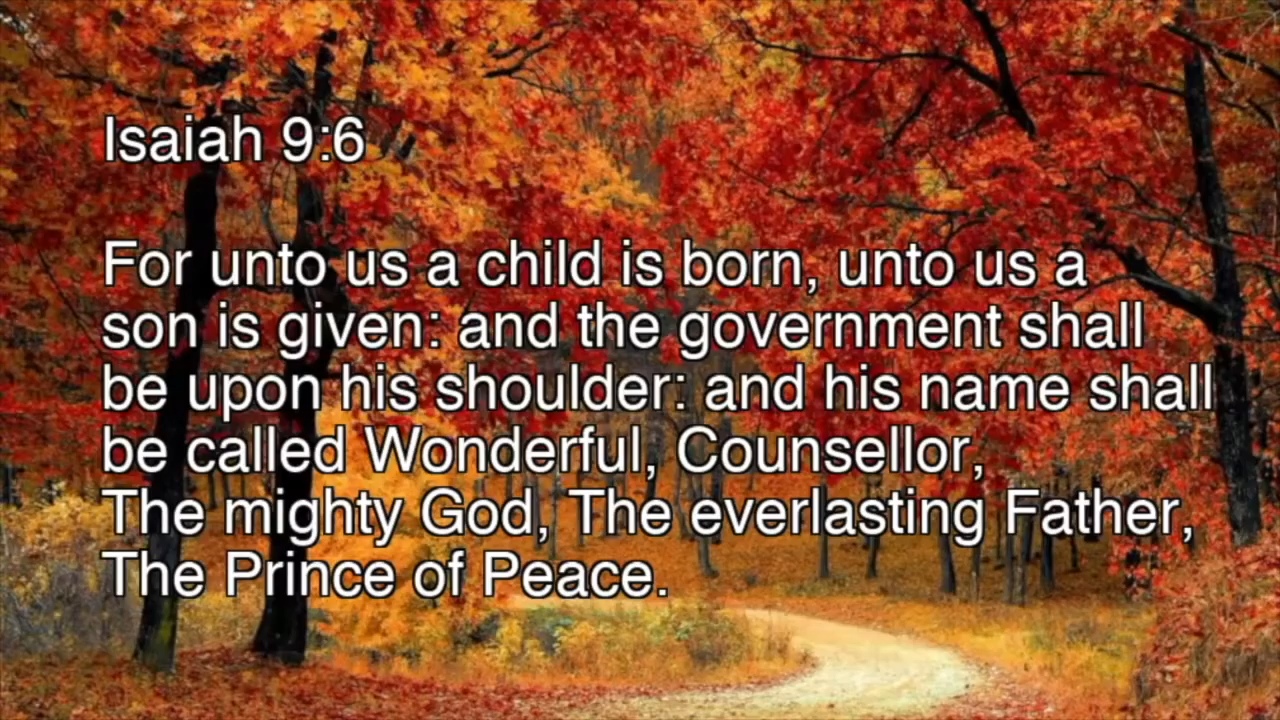 Isaiah 9:6
For unto us a child is born, unto us a
son is given: and the government shall
be upon his shoulder: and his name shall
be called Wonderful, Counsellor,
The mighty God, The everlasting Father,
The Prince of Peace.